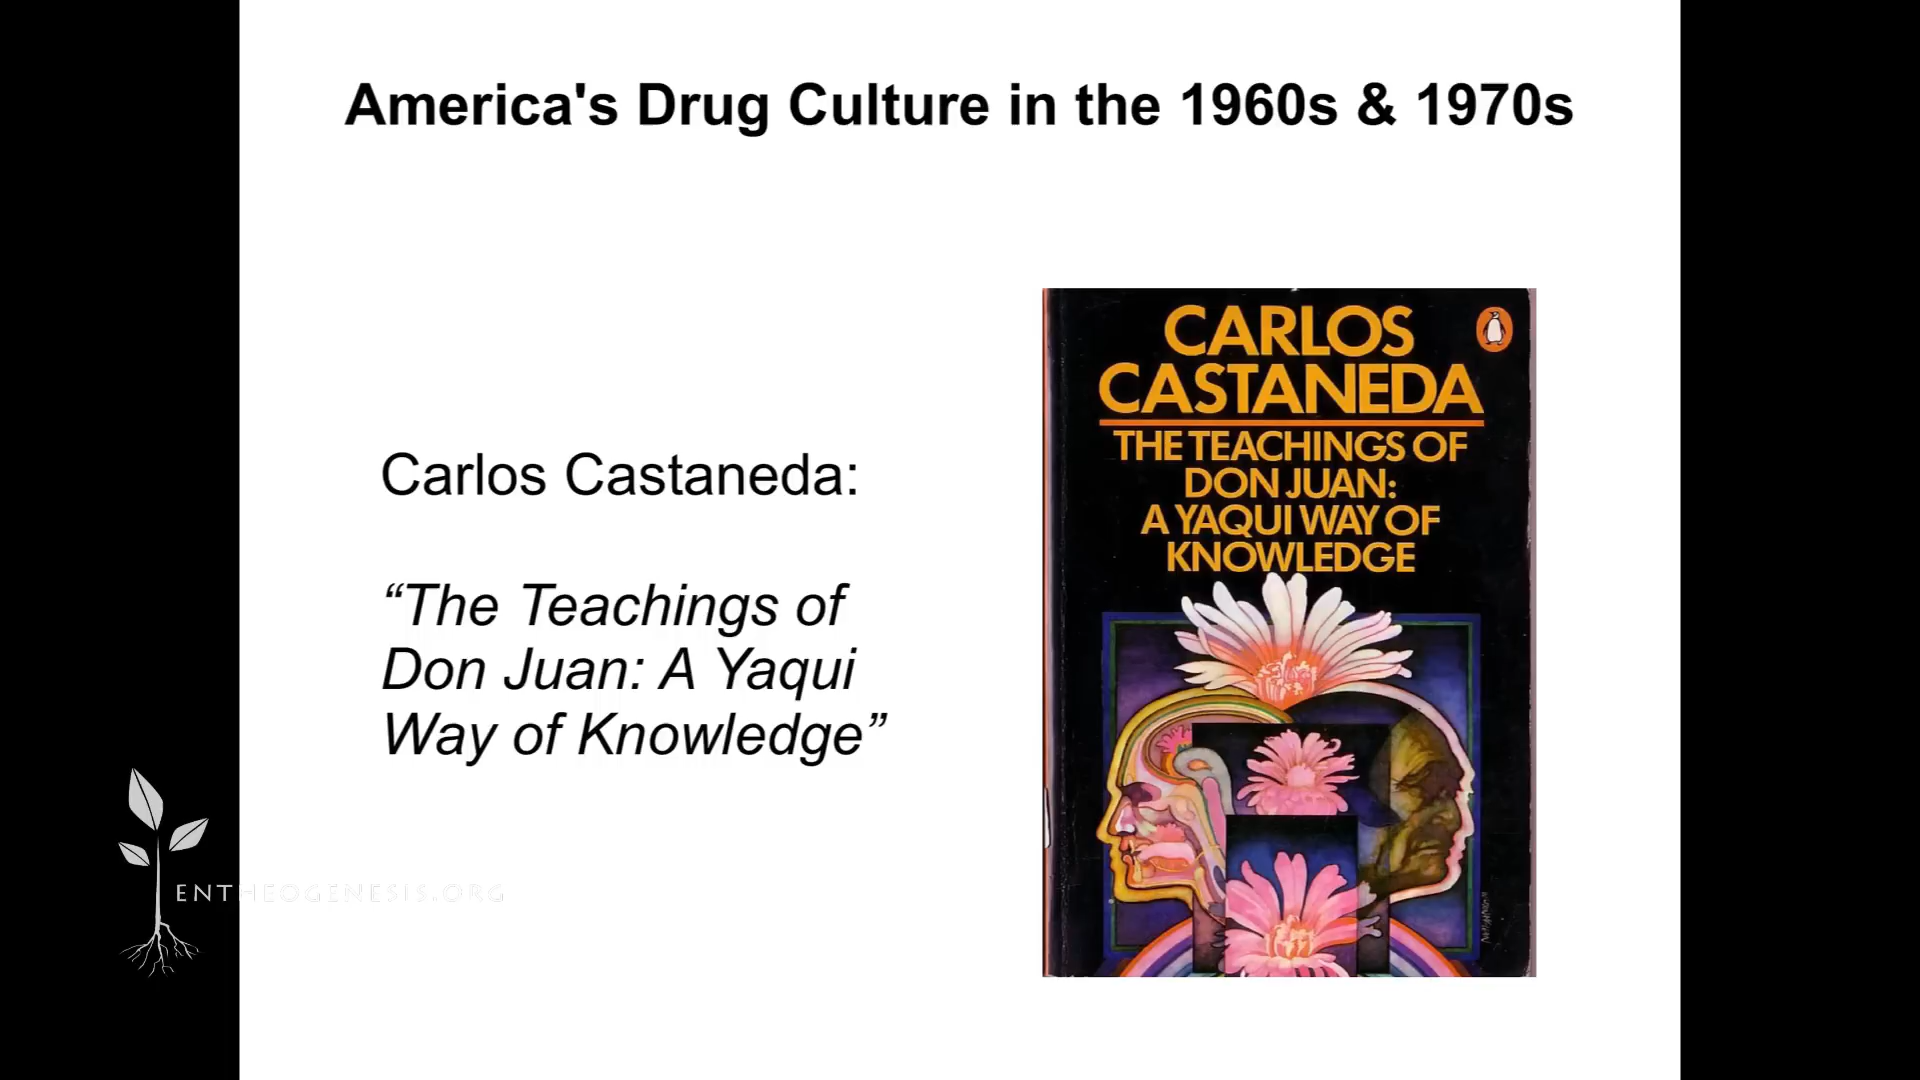 America's Drug Culture in the 1960s & 1970s
Carlos Castaneda:
“The Teachings of
Don Juan: A Yaqui
Way of Knowledge”
CARLOS
CASTANEDA
THE TEACHINGS OF
DON JUAN:
A YAQUI WAY OF
KNOWLEDGE
ENTHEOGENESIS.ORG